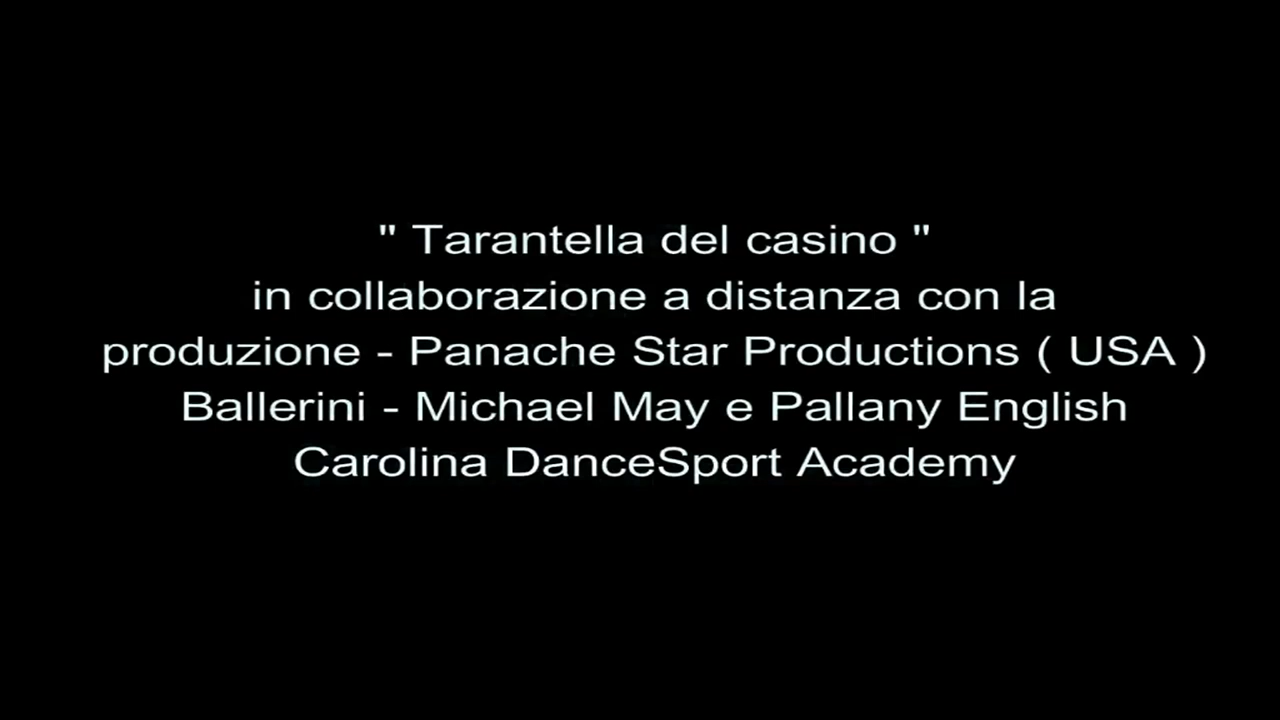 " Tarantella del casino "
in collaborazione a distanza con la
produzione - Panache Star Productions ( USA )
Ballerini - Michael May e Pallany English
Carolina DanceSport Academy